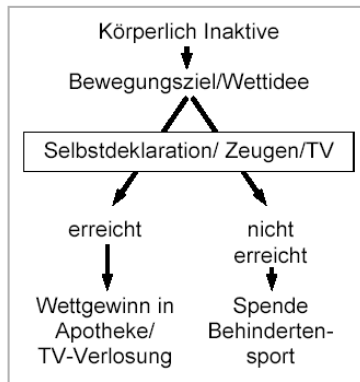 Körperlich Inaktive
Bewegungsziel/Wettidee
Selbstdeklaration/ Zeugen/TV
erreicht
nicht
erreicht
Wettgewinn in
Apotheke/
TV-Verlosung
Spende
Behinderten-
sport